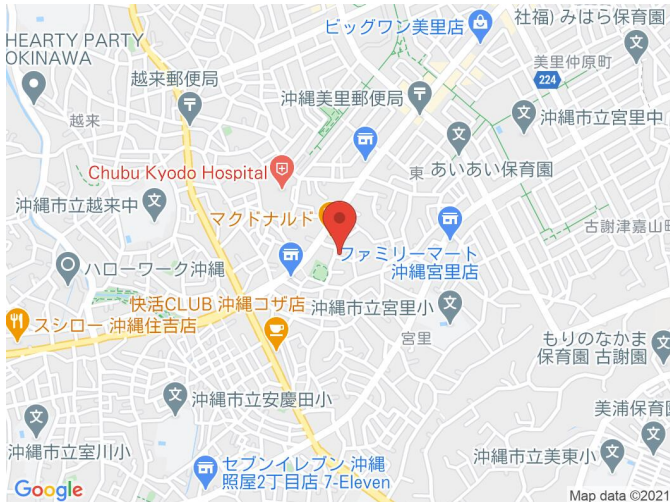 社福) みはら保育園
ビッグワン美里店
HEARTY PARTY
OKINAWA
美里仲原町
越来郵便局
224
沖縄美里郵便局
沖縄市立宮里中
越来
東
あいあい保育園
Chubu Kyodo Hospital
沖縄市立越来中
マクドナルド
古謝津嘉山町
ファミリーマート
沖縄宮里店
ハローワーク沖縄
快活CLUB 沖縄コザ店
沖縄市立宮里小
スシロー 沖縄住吉店
宮里
もりのなかま
保育園 古謝園
沖縄市立安慶田小
美浦保育園
沖縄市立室川小
沖縄市立美東小
セブンイレブン 沖縄
照屋2丁目店 7-Eleven
Google
Map data ©2021